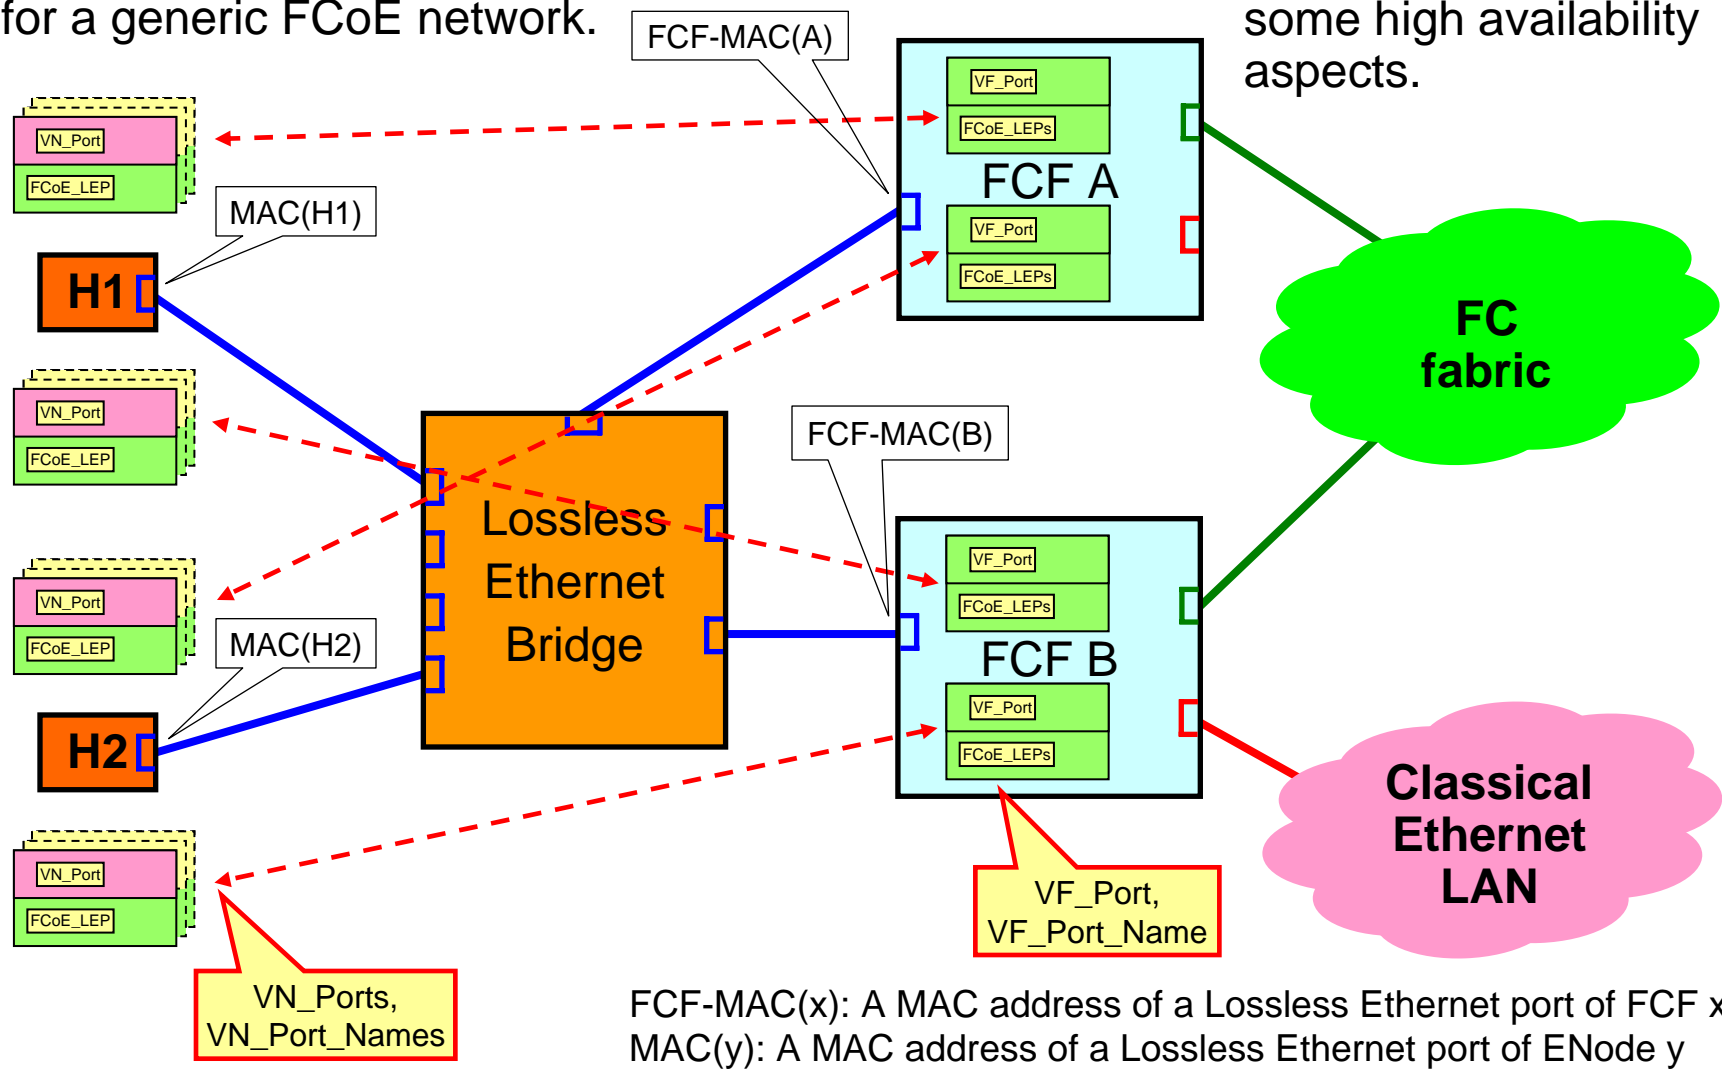 for a generic FCoE network.
some high availability
aspects.
FCF-MAC(A)
VF_Port
FCoE_LEPs
FCF A
VF_Port
FCoE_LEPs
VN_Port
FCoE_LEP
MAC(H1)
H1
FC
fabric
VN_Port
FCoE_LEP
FCF-MAC(B)
Lossless
Ethernet
Bridge
VF_Port
FCoE_LEPs
FCF B
VF_Port
FCoE_LEPs
VN_Port
FCoE_LEP
MAC(H2)
H2
Classical
Ethernet
LAN
VN_Port
FCoE_LEP
VF_Port,
VF_Port_Name
VN_Ports,
VN_Port_Names
FCF-MAC(x): A MAC address of a Lossless Ethernet port of FCF x
MAC(y): A MAC address of a Lossless Ethernet port of ENode y